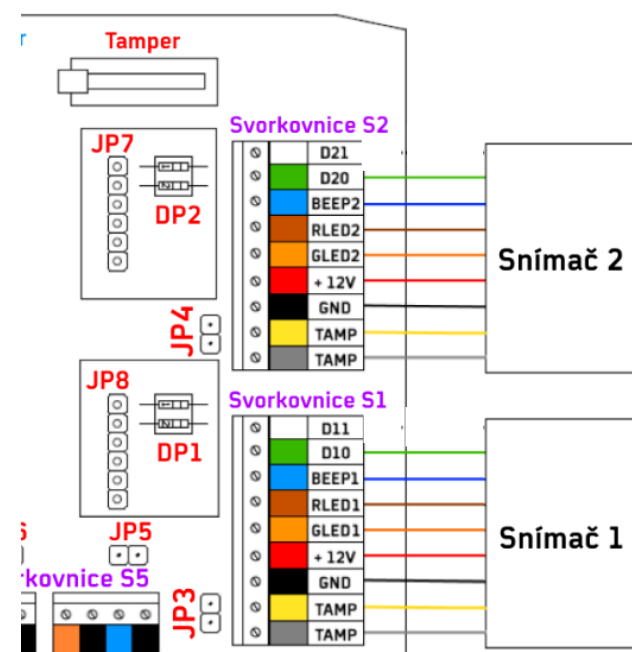 r
Tamper
Svorkovnice S2
JP7
DP2
D21
D20
BEEP2
RLED2
GLED2
+ 12V
GND
TAMP
TAMP
Snímač 2
JP4
JP8
DP1
Svorkovnice S1
D11
D10
BEEP1
RLED1
GLED1
+ 12V
GND
TAMP
TAMP
Snímač 1
JP5
rkovnice S5
JP3